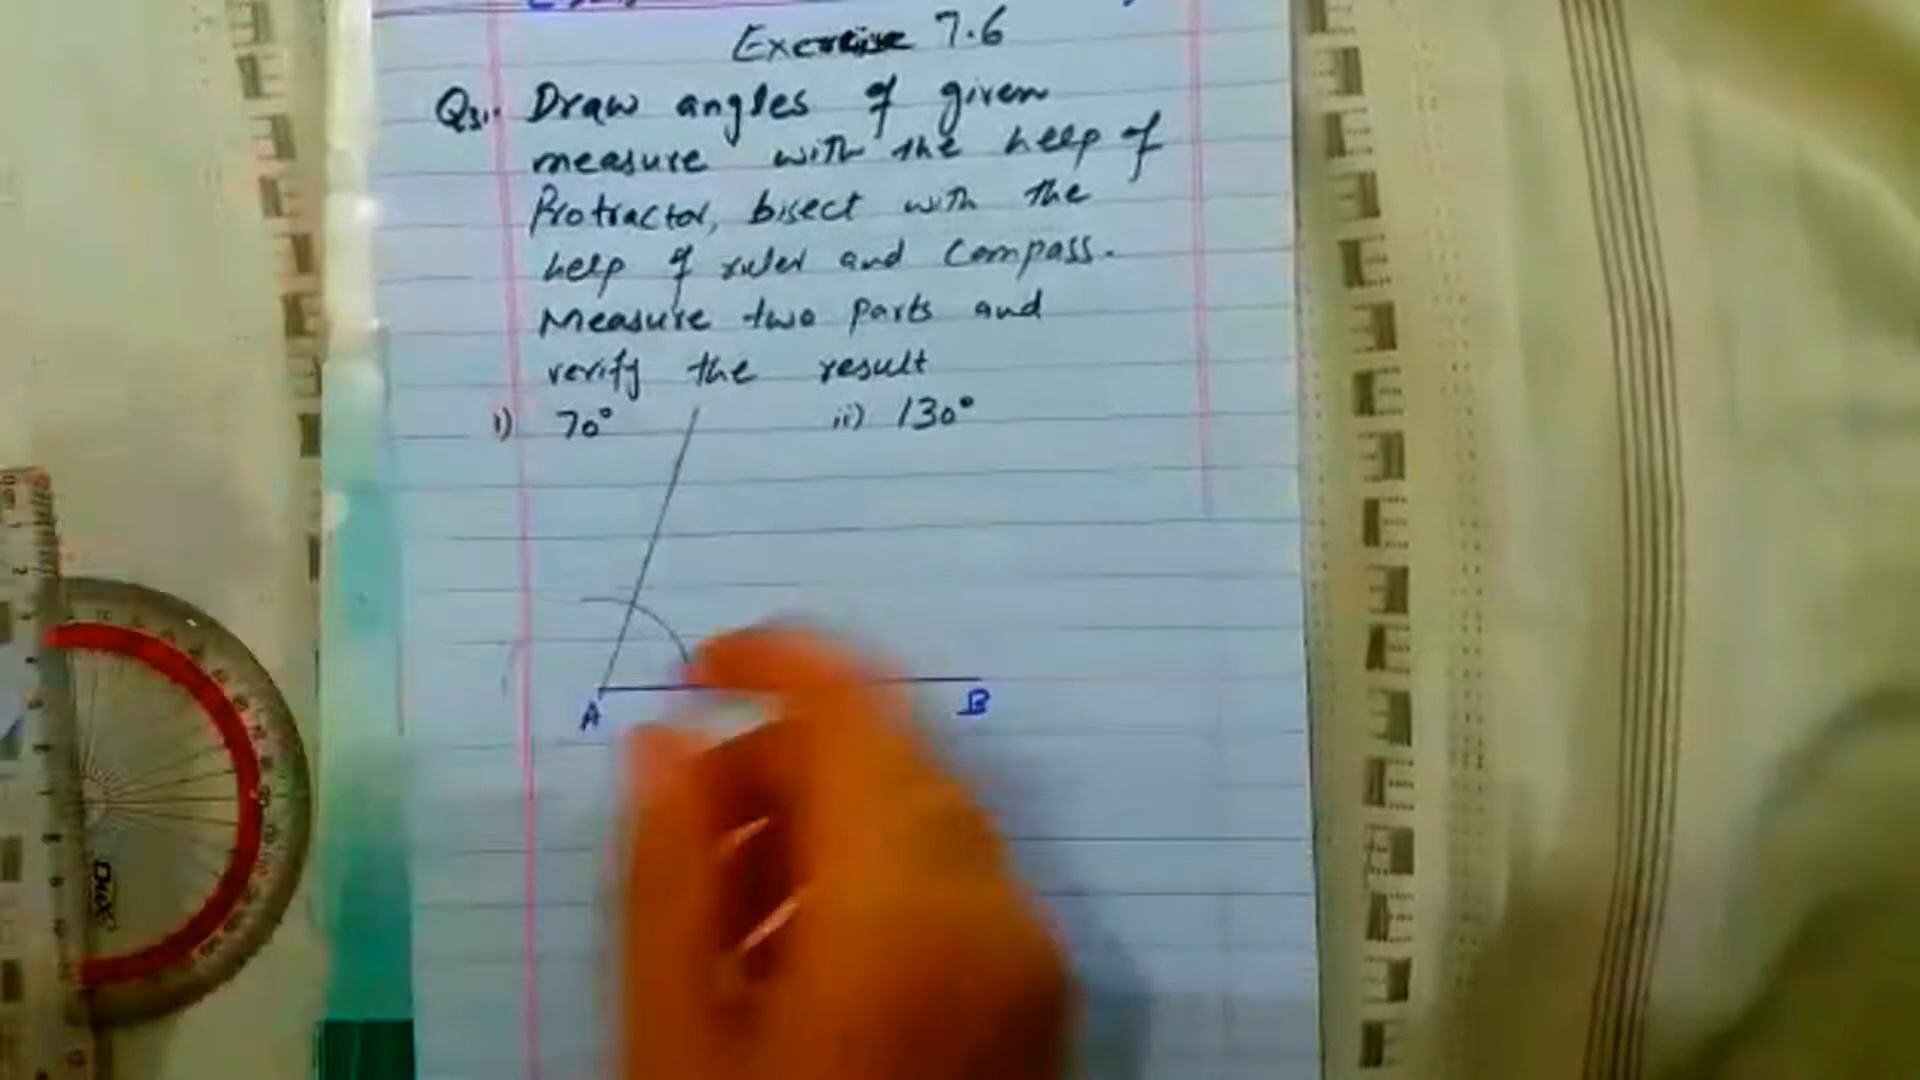 Exercise 7.6
Q3:- Draw angles of given
measure with the help of
Protractor, bisect with the
help of ruler and compass.
Measure two parts and
verify the result
i) 70° ii) 130°
A B
DUX